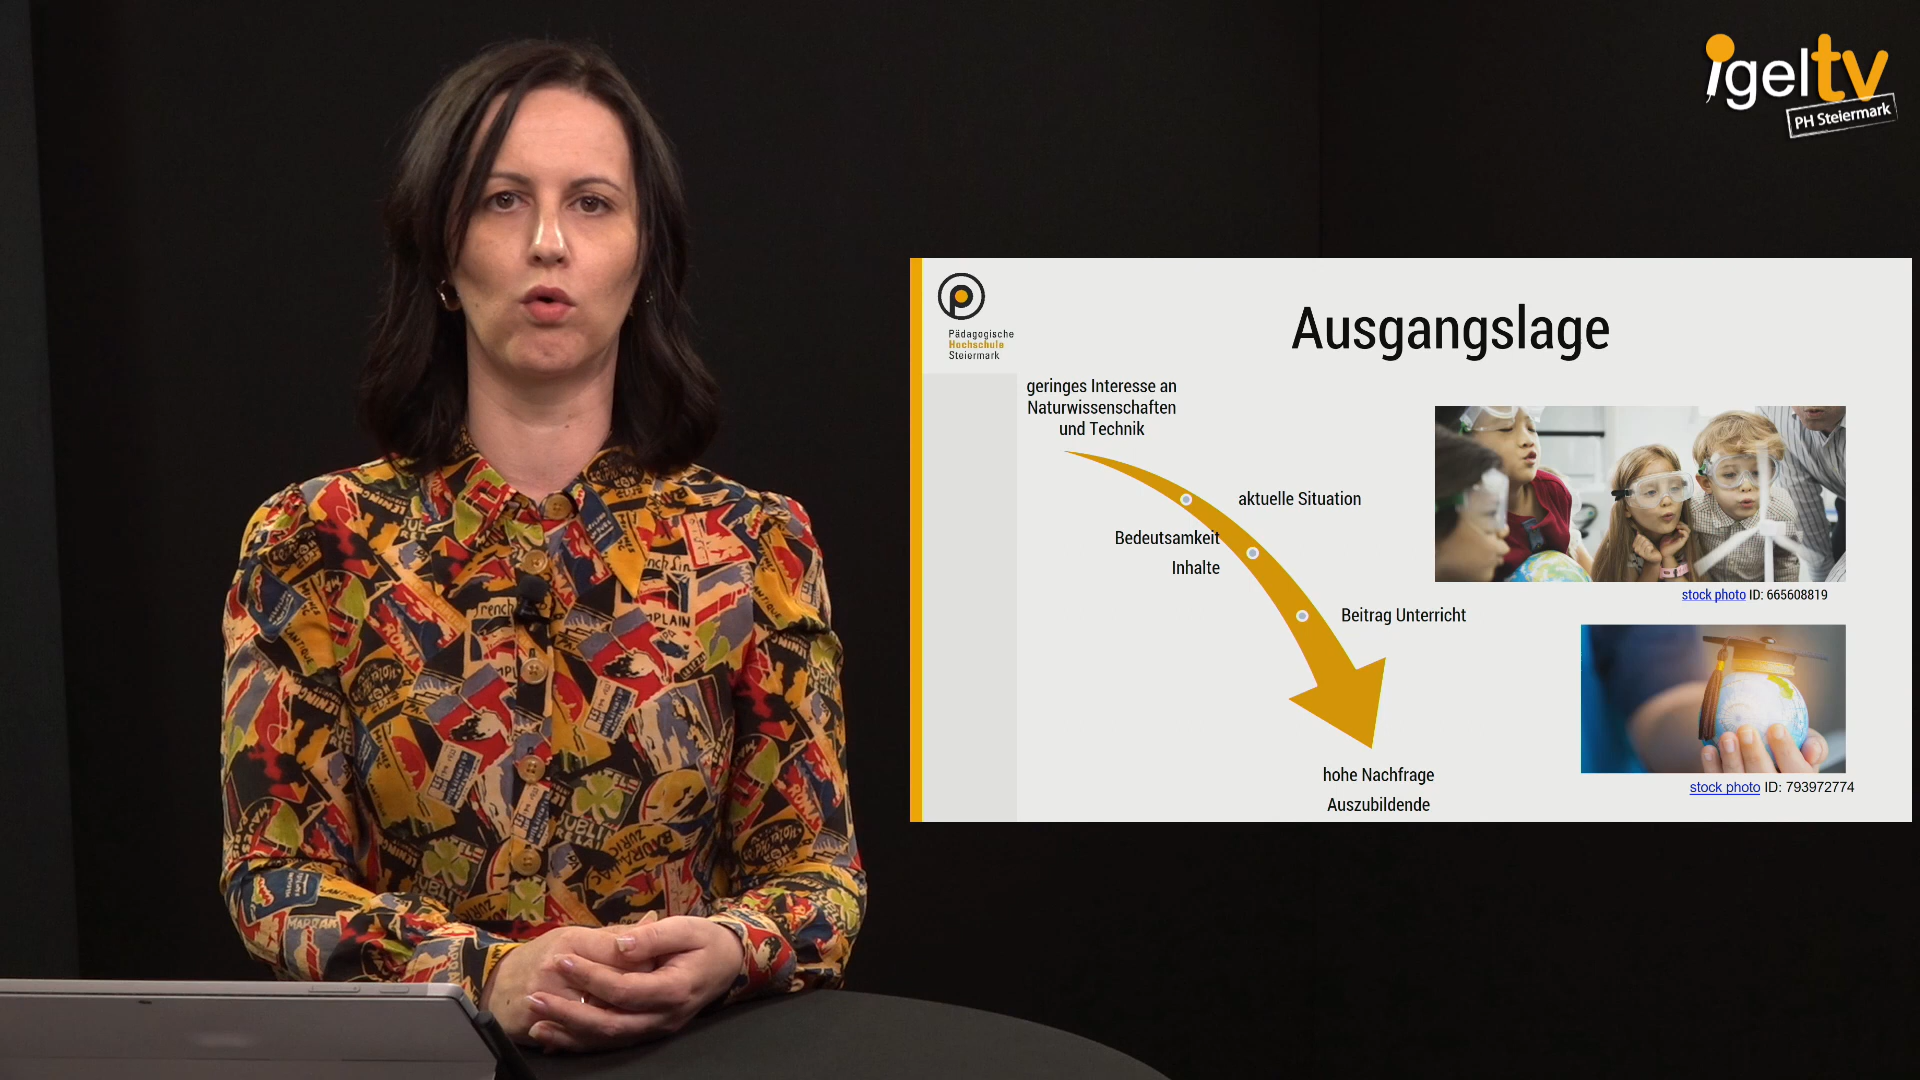 igeltv
PH Steiermark
Pädagogische
Hochschule
Steiermark
Ausgangslage
geringes Interesse an
Naturwissenschaften
und Technik
aktuelle Situation
Bedeutsamkeit
Inhalte
Beitrag Unterricht
hohe Nachfrage
Auszubildende
stock photo ID: 665608819
stock photo ID: 793972774